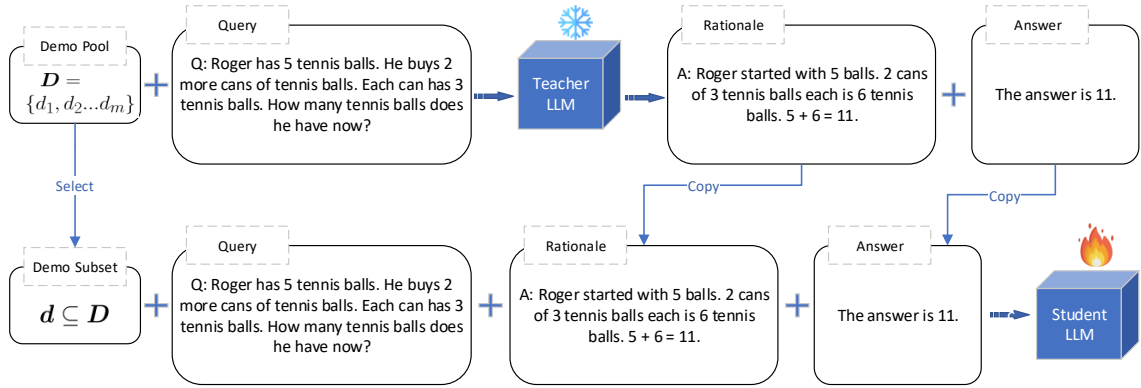 Demo Pool
D =
{d₁, d₂...dₘ}
Query
Q: Roger has 5 tennis balls. He buys 2
more cans of tennis balls. Each can has 3
tennis balls. How many tennis balls does
he have now?
Teacher
LLM
Rationale
A: Roger started with 5 balls. 2 cans
of 3 tennis balls each is 6 tennis
balls. 5 + 6 = 11.
Answer
The answer is 11.
Select
Copy
Copy
Demo Subset
d ⊆ D
Query
Q: Roger has 5 tennis balls. He buys 2
more cans of tennis balls. Each can has 3
tennis balls. How many tennis balls does
he have now?
Rationale
A: Roger started with 5 balls. 2 cans
of 3 tennis balls each is 6 tennis
balls. 5 + 6 = 11.
Answer
The answer is 11.
Student
LLM